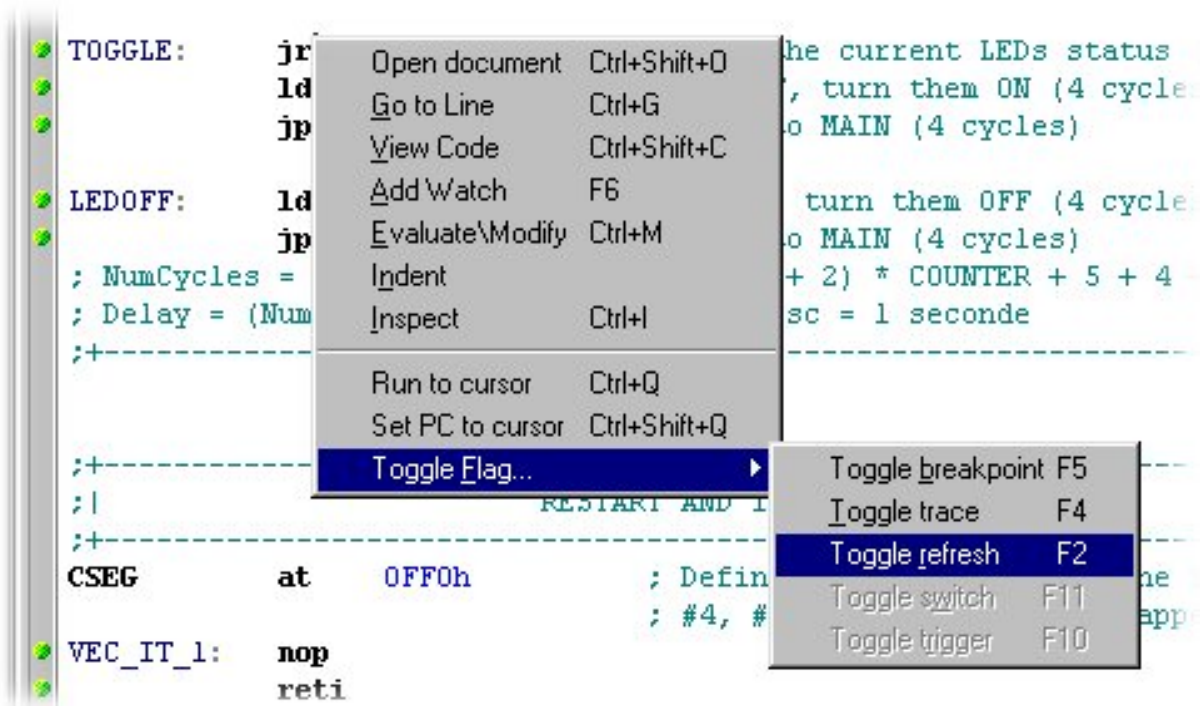 TOGGLE: he current LEDs status
ld , turn them ON (4
jp o MAIN (4 cycles)
LEDOFF: ld turn them OFF (4
jp o MAIN (4 cycles)
; NumCycles = + 2) * COUNTER + 5 + 4
; Delay = (Num sc = 1 seconde
;+----------------------------------
Open document Ctrl+Shift+O
Go to Line Ctrl+G
View Code Ctrl+Shift+C
Add Watch F6
Evaluate\Modify Ctrl+M
Indent
Inspect Ctrl+I
Run to cursor Ctrl+Q
Set PC to cursor Ctrl+Shift+Q
Toggle Flag...
Toggle breakpoint F5
Toggle trace F4
Toggle refresh F2
Toggle switch F11
Toggle trigger F10
;+----------------------------------
;| RESTART AND
;+----------------------------------
CSEG at 0FF0h ; Defin
; #4, #
VEC_IT_1: nop
reti